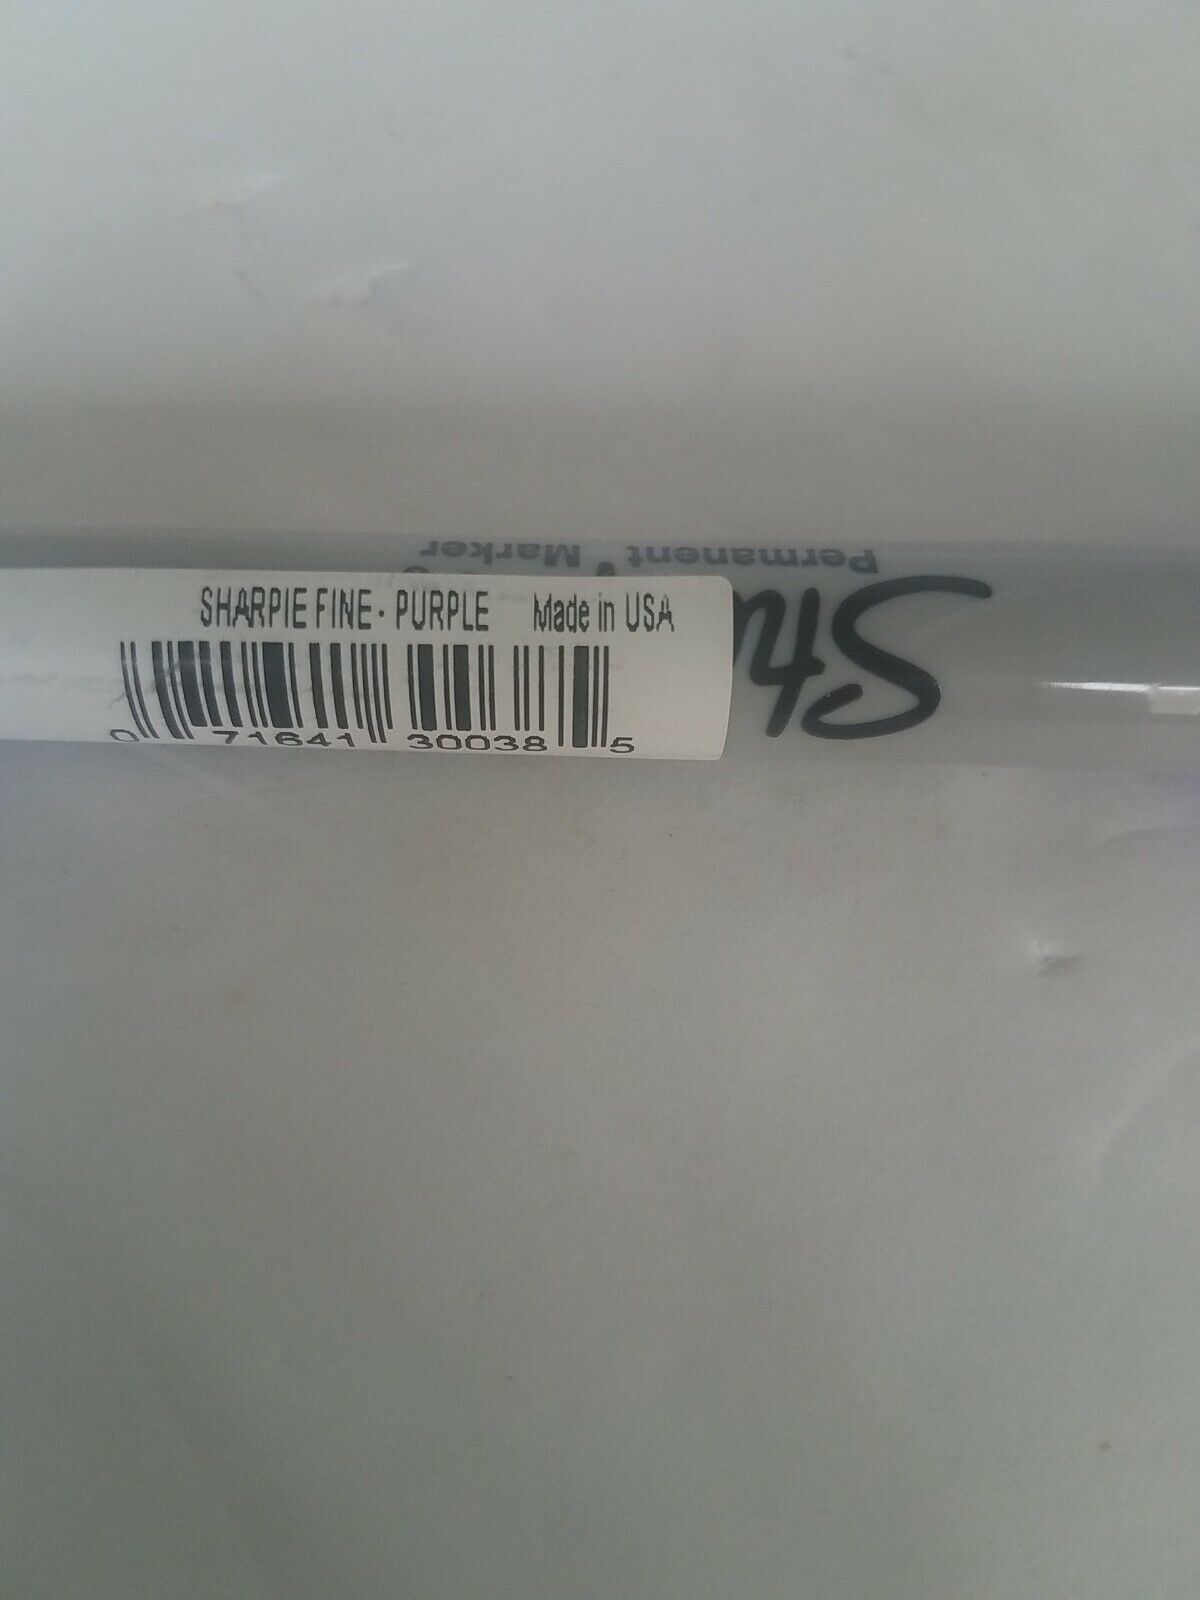 SHARPIE FINE · PURPLE Made in USA
0 71641 30038 5
Permanent Marker